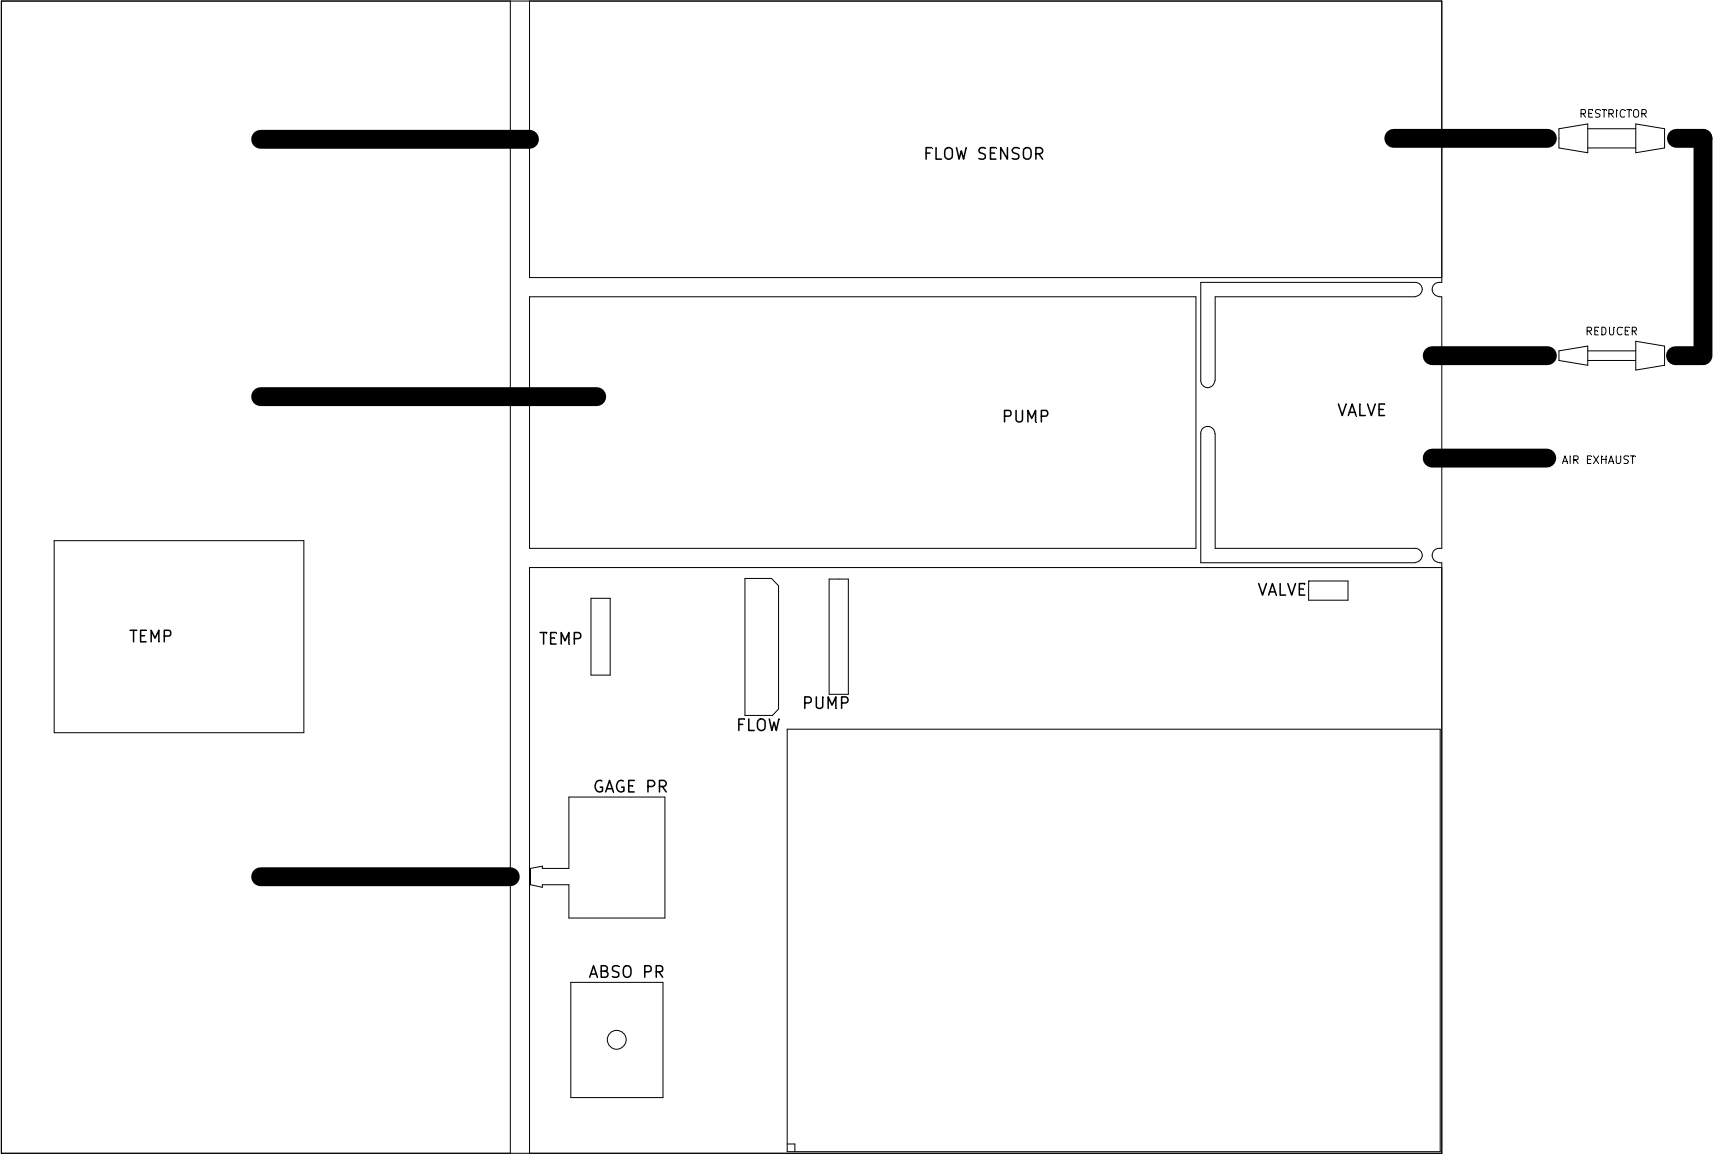 RESTRICTOR
FLOW SENSOR
REDUCER
PUMP
VALVE
AIR EXHAUST
TEMP
TEMP
FLOW
PUMP
VALVE
GAGE PR
ABSO PR